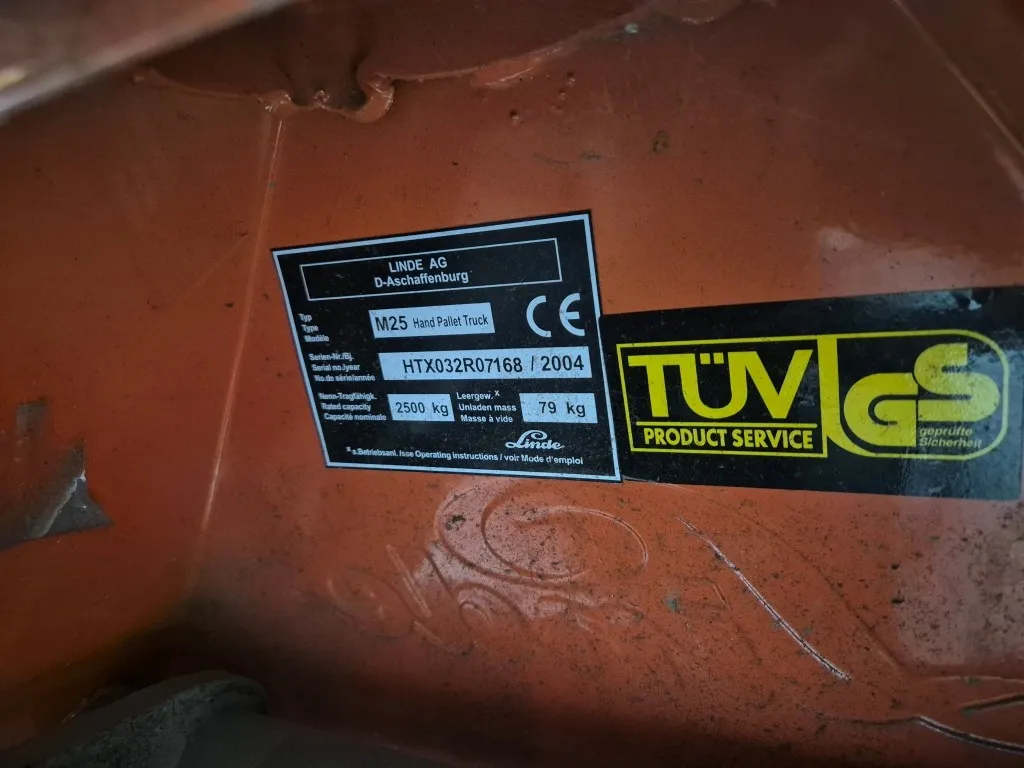 LINDE AG
D-Aschaffenburg
Typ
Type
Modèle
M25 Hand Pallet Truck
CE
Serien-Nr./Bj.
Serial no./year
No.de série/année
HTX032R07168 / 2004
Nenn-Tragfähigk.
Rated capacity
Capacité nominale
2500 kg
Leergew. x
Unladen mass
Masse à vide
79 kg
Linde
x s.Betriebsanl. /see Operating Instructions / voir Mode d'emploi
TÜV
PRODUCT SERVICE
GS
geprüfte
Sicherheit